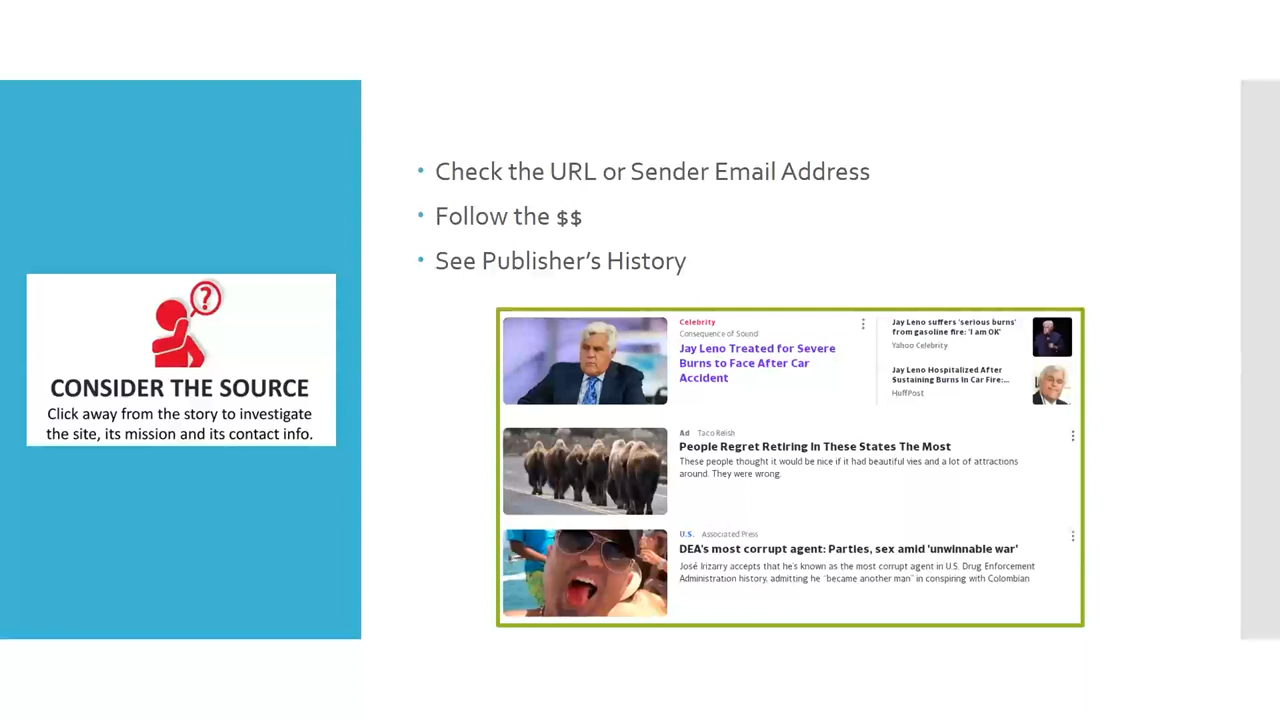 • Check the URL or Sender Email Address
• Follow the $$
• See Publisher's History
?
CONSIDER THE SOURCE
Click away from the story to investigate
the site, its mission and its contact info.
Celebrity
Consequence of Sound
Jay Leno Treated for Severe
Burns to Face After Car
Accident
Jay Leno suffers 'serious burns'
from gasoline fire: 'I am OK'
Yahoo Celebrity
Jay Leno Hospitalized After
Sustaining Burns In Car Fire:...
HuffPost
Ad Taco Relish
People Regret Retiring In These States The Most
These people thought it would be nice if it had beautiful vies and a lot of attractions
around. They were wrong.
U.S. Associated Press
DEA's most corrupt agent: Parties, sex amid 'unwinnable war'
José Irizarry accepts that he's known as the most corrupt agent in U.S. Drug Enforcement
Administration history, admitting he "became another man" in conspiring with Colombian